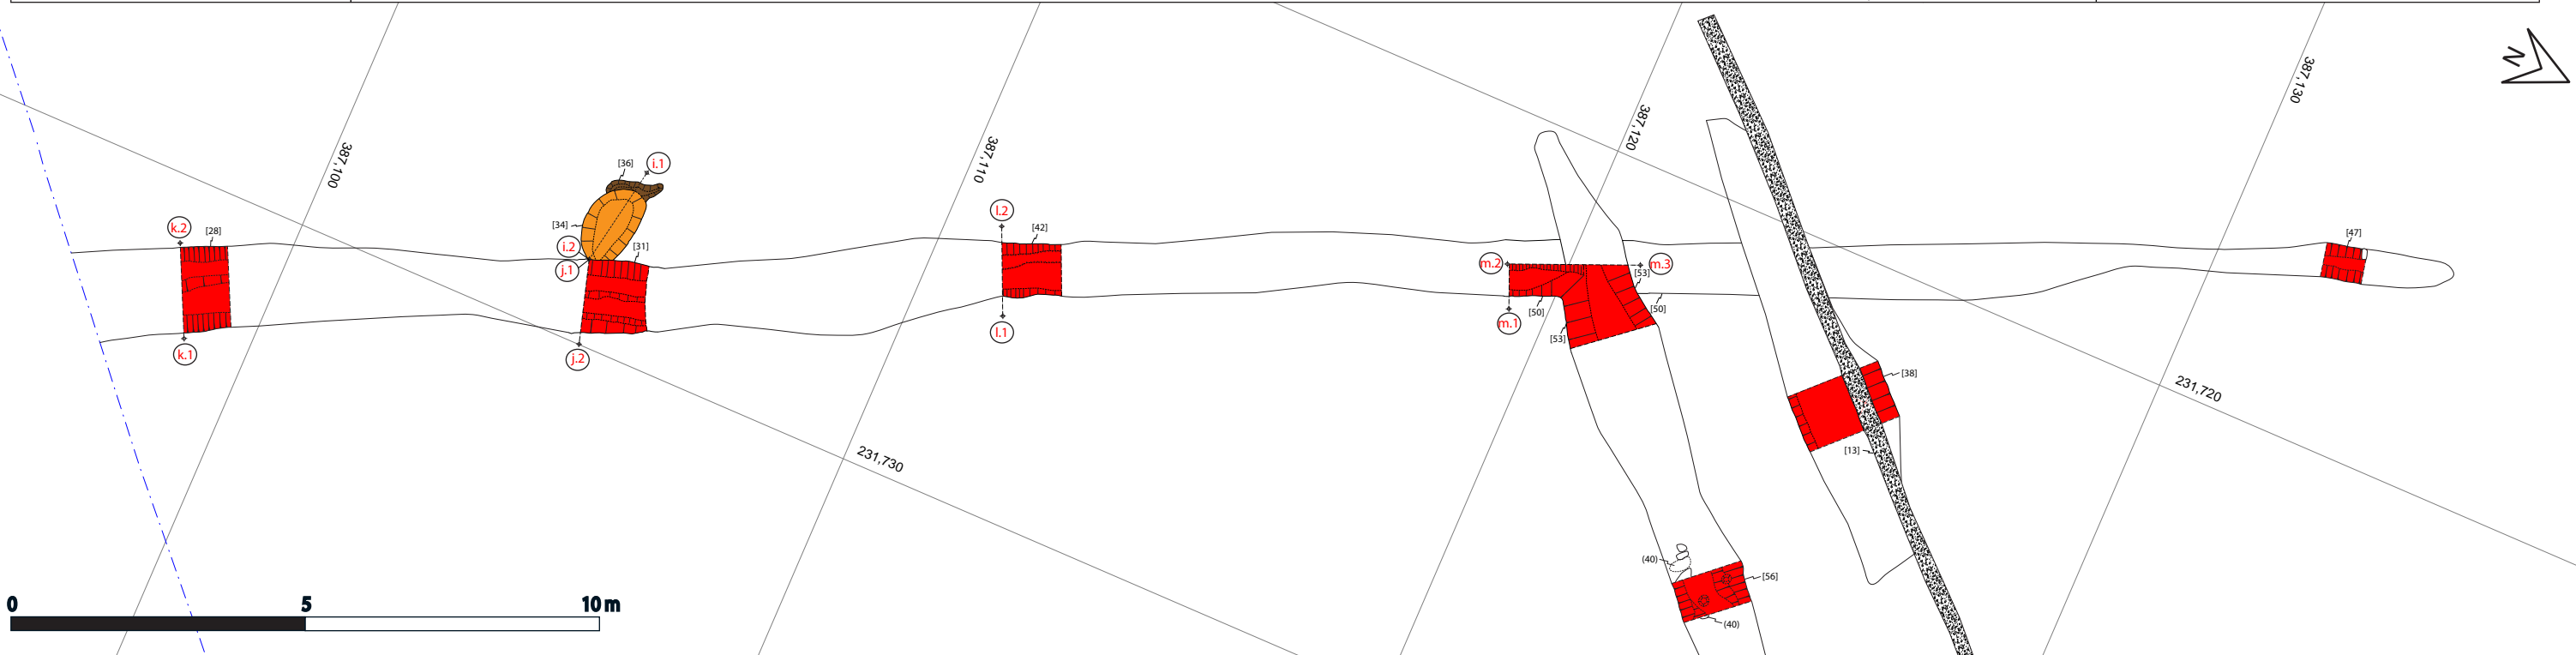 N
387,130
387,120
387,110
387,100
[36]
i.1
l.2
k.2
[28]
[34]
i.2
[31]
j.1
[42]
m.2
m.3
[53]
[47]
k.1
j.2
l.1
m.1
[50]
[50]
[53]
[38]
231,720
[13]
231,730
(40)
[56]
(40)
0
5
10 m